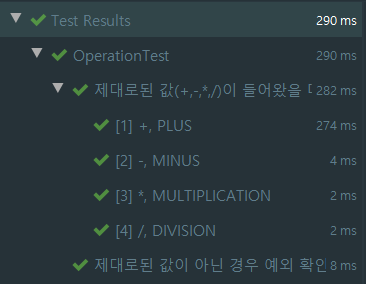 Test Results 290 ms
OperationTest 290 ms
제대로된 값(+,-,*,/)이 들어왔을 282 ms
[1] +, PLUS 274 ms
[2] -, MINUS 4 ms
[3] *, MULTIPLICATION 2 ms
[4] /, DIVISION 2 ms
제대로된 값이 아닌 경우 예외 확인 8 ms